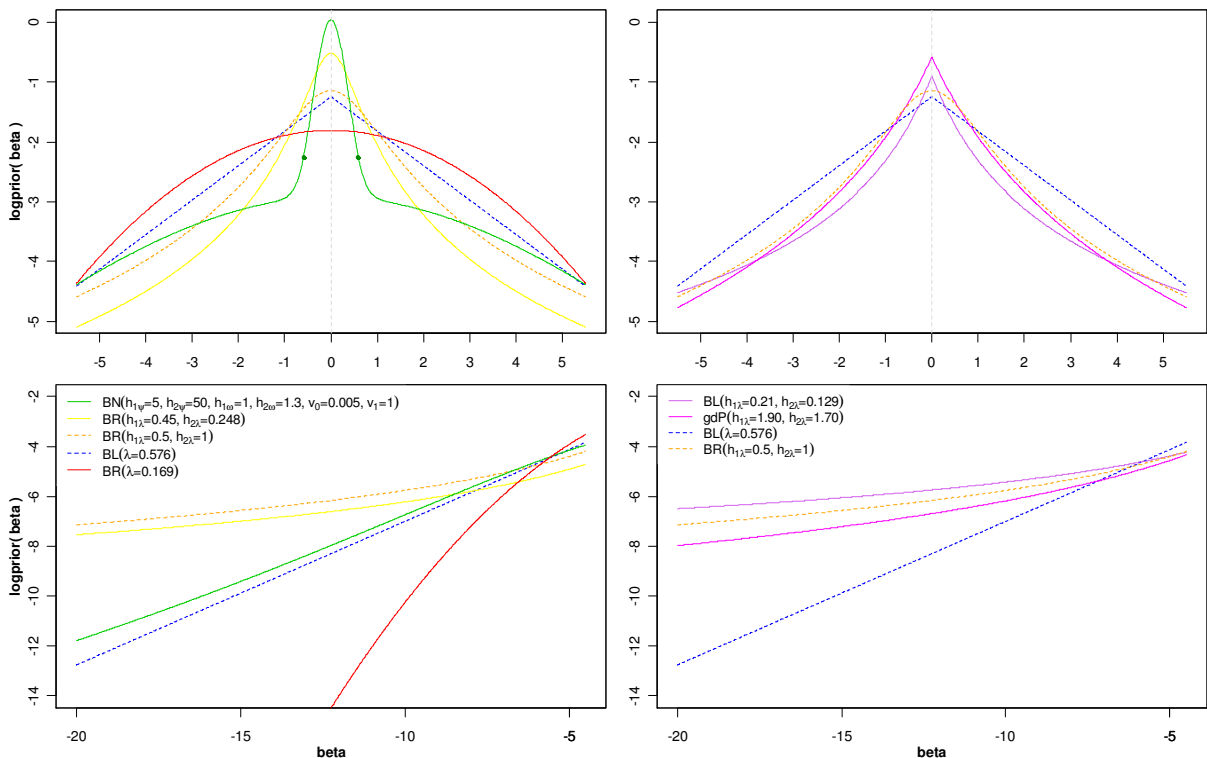 0
-1
-2
-3
-4
-5
logprior( beta )
-5 -4 -3 -2 -1 0 1 2 3 4 5
0
-1
-2
-3
-4
-5
-5 -4 -3 -2 -1 0 1 2 3 4 5
-2
-4
-6
-8
-10
-12
-14
logprior( beta )
BN(h1ψ=5, h2ψ=50, h1ω=1, h2ω=1.3, v0=0.005, v1=1)
BR(h1λ=0.45, h2λ=0.248)
BR(h1λ=0.5, h2λ=1)
BL(λ=0.576)
BR(λ=0.169)
-20 -15 -10 -5
beta
-2
-4
-6
-8
-10
-12
-14
BL(h1λ=0.21, h2λ=0.129)
gdP(h1λ=1.90, h2λ=1.70)
BL(λ=0.576)
BR(h1λ=0.5, h2λ=1)
-20 -15 -10 -5
beta